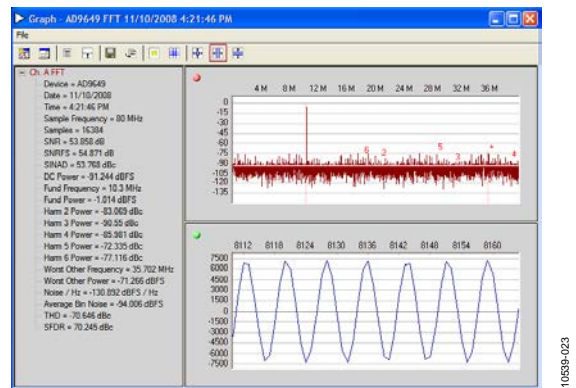 Graph - AD9649 FFT 11/10/2008 4:21:46 PM
File
Ch. A FFT
Device = AD9649
Date = 11/10/2008
Time = 4:21:46 PM
Sample Frequency = 80 MHz
Samples = 16384
SNR = 53.858 dB
SNRFS = 54.871 dB
SINAD = 53.768 dBc
DC Power = -91.244 dBFS
Fund Frequency = 10.3 MHz
Fund Power = -1.014 dBFS
Harm 2 Power = -83.069 dBc
Harm 3 Power = -90.55 dBc
Harm 4 Power = -85.981 dBc
Harm 5 Power = -72.335 dBc
Harm 6 Power = -77.116 dBc
Worst Other Frequency = 35.702 MHz
Worst Other Power = -71.266 dBFS
Noise / Hz = -130.892 dBFS / Hz
Average Bin Noise = -94.006 dBFS
THD = -70.646 dBc
SFDR = 70.245 dBc
4 M 8 M 12 M 16 M 20 M 24 M 28 M 32 M 36 M
0
-15
-30
-45
-60
-75
-90
-105
-120
-135
6 2 5 3 + 4
8112 8118 8124 8130 8136 8142 8148 8154 8160
7500
6000
4500
3000
1500
0
-1500
-3000
-4500
-6000
-7500
10539-023